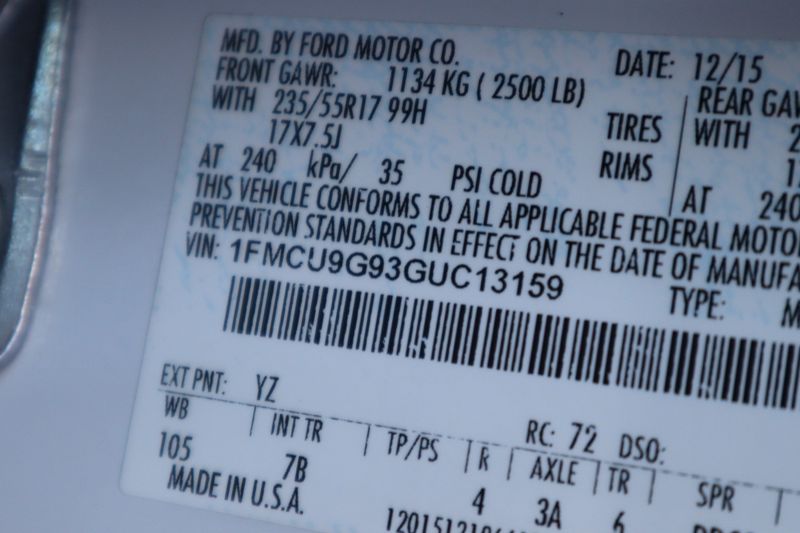 MFD. BY FORD MOTOR CO. DATE: 12/15
FRONT GAWR: 1134 KG ( 2500 LB) REAR GAW
WITH 235/55R17 99H TIRES WITH 2
17X7.5J RIMS 1
AT 240 kPa/ 35 PSI COLD AT 240
THIS VEHICLE CONFORMS TO ALL APPLICABLE FEDERAL MOTO
PREVENTION STANDARDS IN EFFECT ON THE DATE OF MANUFA
VIN: 1FMCU9G93GUC13159 TYPE: M
EXT PNT: YZ RC: 72 DSO:
WB INT TR TP/PS R AXLE TR SPR
105 7B 4 3A 6
MADE IN U.S.A.